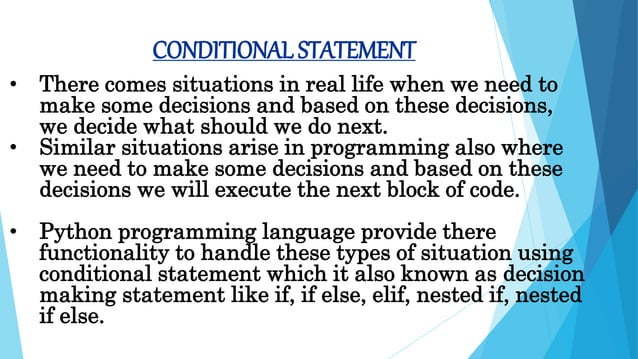 CONDITIONAL STATEMENT
• There comes situations in real life when we need to
make some decisions and based on these decisions,
we decide what should we do next.
• Similar situations arise in programming also where
we need to make some decisions and based on these
decisions we will execute the next block of code.
• Python programming language provide there
functionality to handle these types of situation using
conditional statement which it also known as decision
making statement like if, if else, elif, nested if, nested
if else.